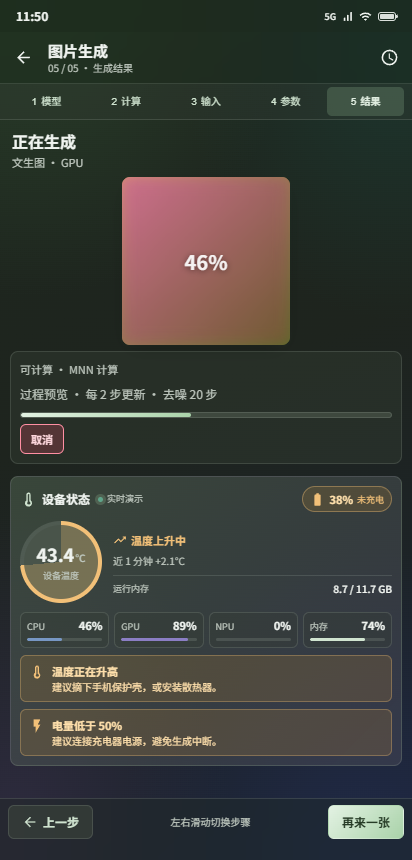 11:50
5G
图片生成
05 / 05 • 生成结果
1 模型
2 计算
3 输入
4 参数
5 结果
正在生成
文生图 • GPU
46%
可计算 • MNN 计算
过程预览 • 每 2 步更新 • 去噪 20 步
取消
设备状态
实时演示
38% 未充电
43.4°C
设备温度
温度上升中
近 1 分钟 +2.1°C
运行内存
8.7 / 11.7 GB
CPU 46%
GPU 89%
NPU 0%
内存 74%
温度正在升高
建议摘下手机保护壳，或安装散热器。
电量低于 50%
建议连接充电器电源，避免生成中断。
上一步
左右滑动切换步骤
再来一张